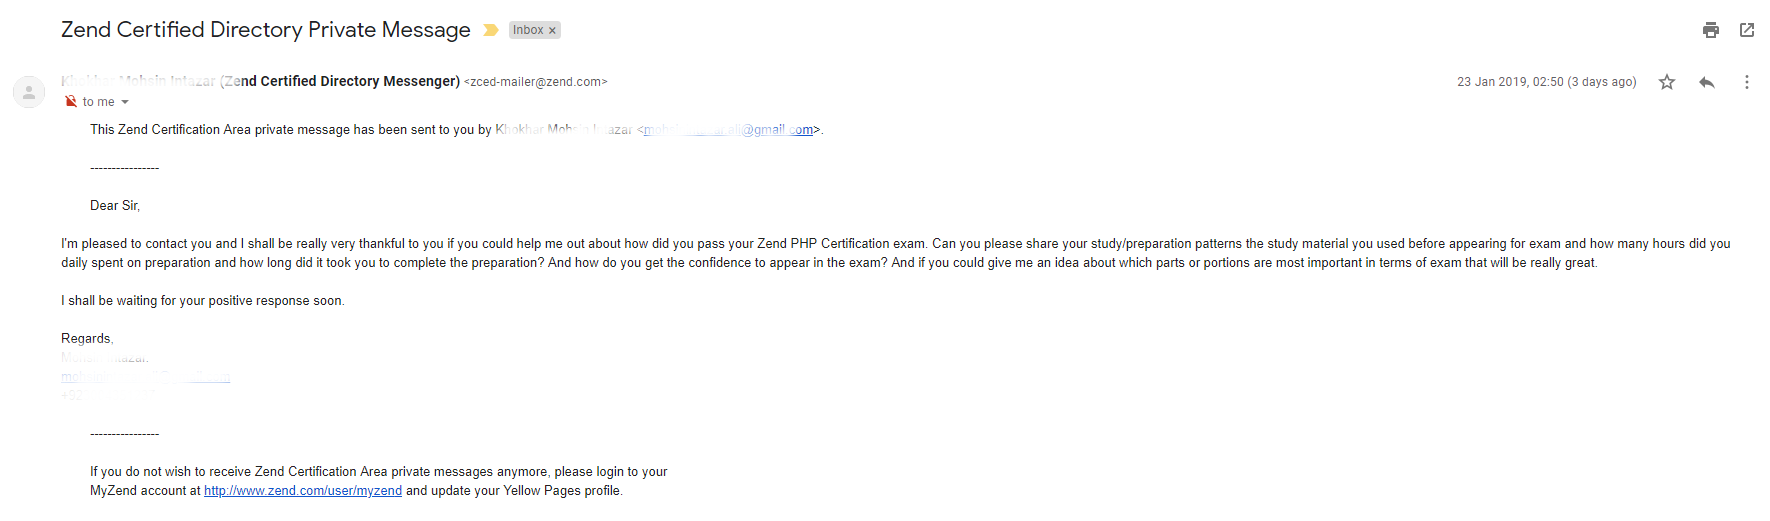 Zend Certified Directory Private Message Inbox x
(Zend Certified Directory Messenger) <zced-mailer@zend.com> 23 Jan 2019, 02:50 (3 days ago)
to me
This Zend Certification Area private message has been sent to you by Khokhar @gmail.com>.
----------------
Dear Sir,
I'm pleased to contact you and I shall be really very thankful to you if you could help me out about how did you pass your Zend PHP Certification exam. Can you please share your study/preparation patterns the study material you used before appearing for exam and how many hours did you
daily spent on preparation and how long did it took you to complete the preparation? And how do you get the confidence to appear in the exam? And if you could give me an idea about which parts or portions are most important in terms of exam that will be really great.
I shall be waiting for your positive response soon.
Regards,
----------------
If you do not wish to receive Zend Certification Area private messages anymore, please login to your
MyZend account at http://www.zend.com/user/myzend and update your Yellow Pages profile.